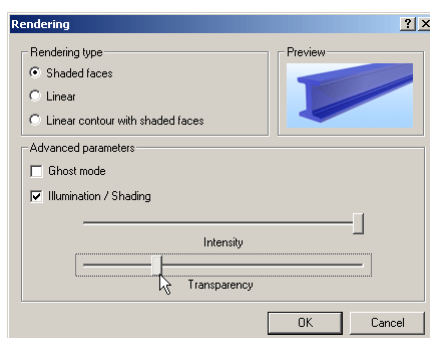 Rendering
Rendering type
Shaded faces
Linear
Linear contour with shaded faces
Preview
Advanced parameters
Ghost mode
Illumination / Shading
Intensity
Transparency
OK Cancel